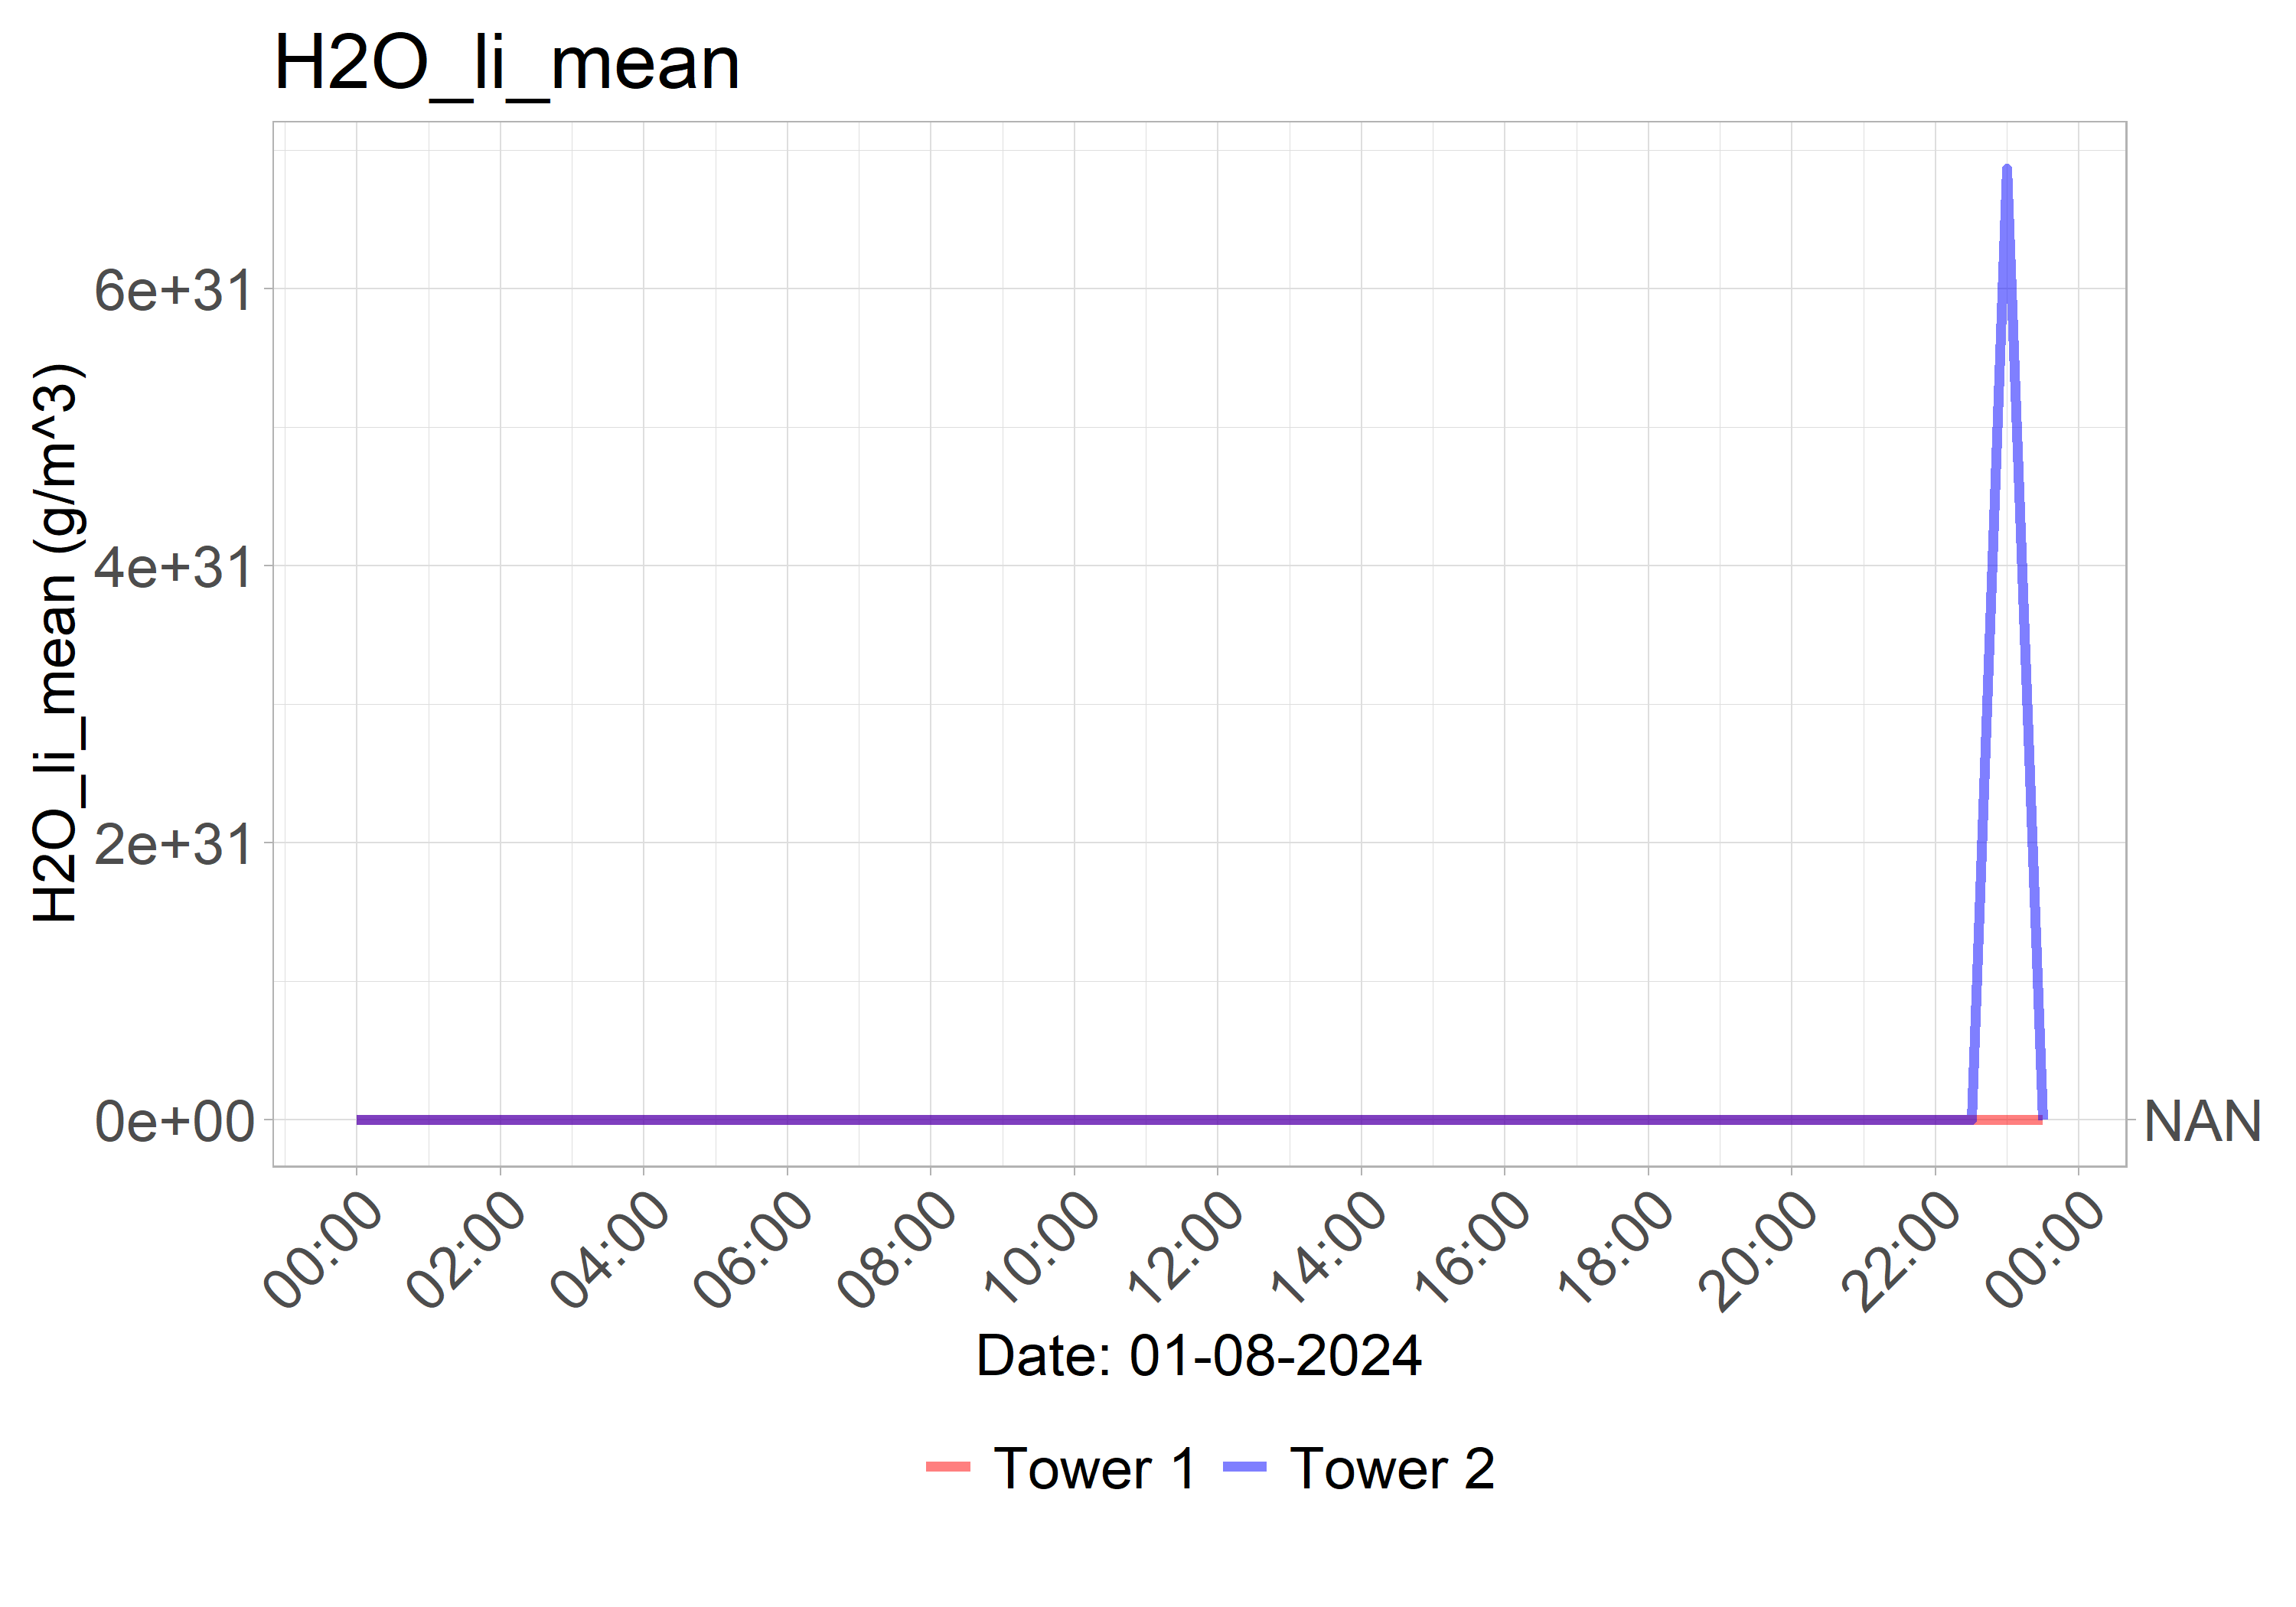 H2O_li_mean
H2O_li_mean (g/m^3)
6e+31
4e+31
2e+31
0e+00
NAN
00:00 02:00 04:00 06:00 08:00 10:00 12:00 14:00 16:00 18:00 20:00 22:00 00:00
Date: 01-08-2024
Tower 1 Tower 2